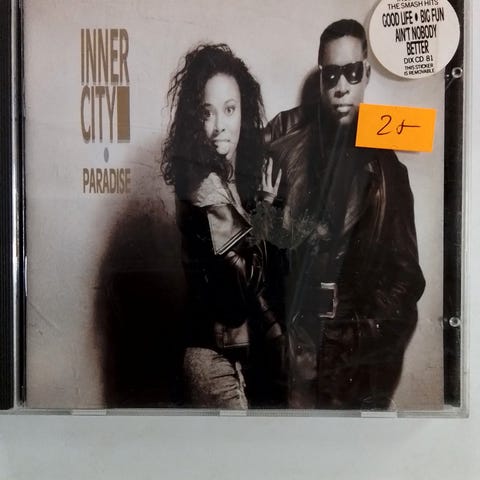 INNER
CITY
PARADISE
THE SMASH HITS
GOOD LIFE • BIG FUN
AIN'T NOBODY
BETTER
DIX CD 81
THIS STICKER
IS REMOVABLE